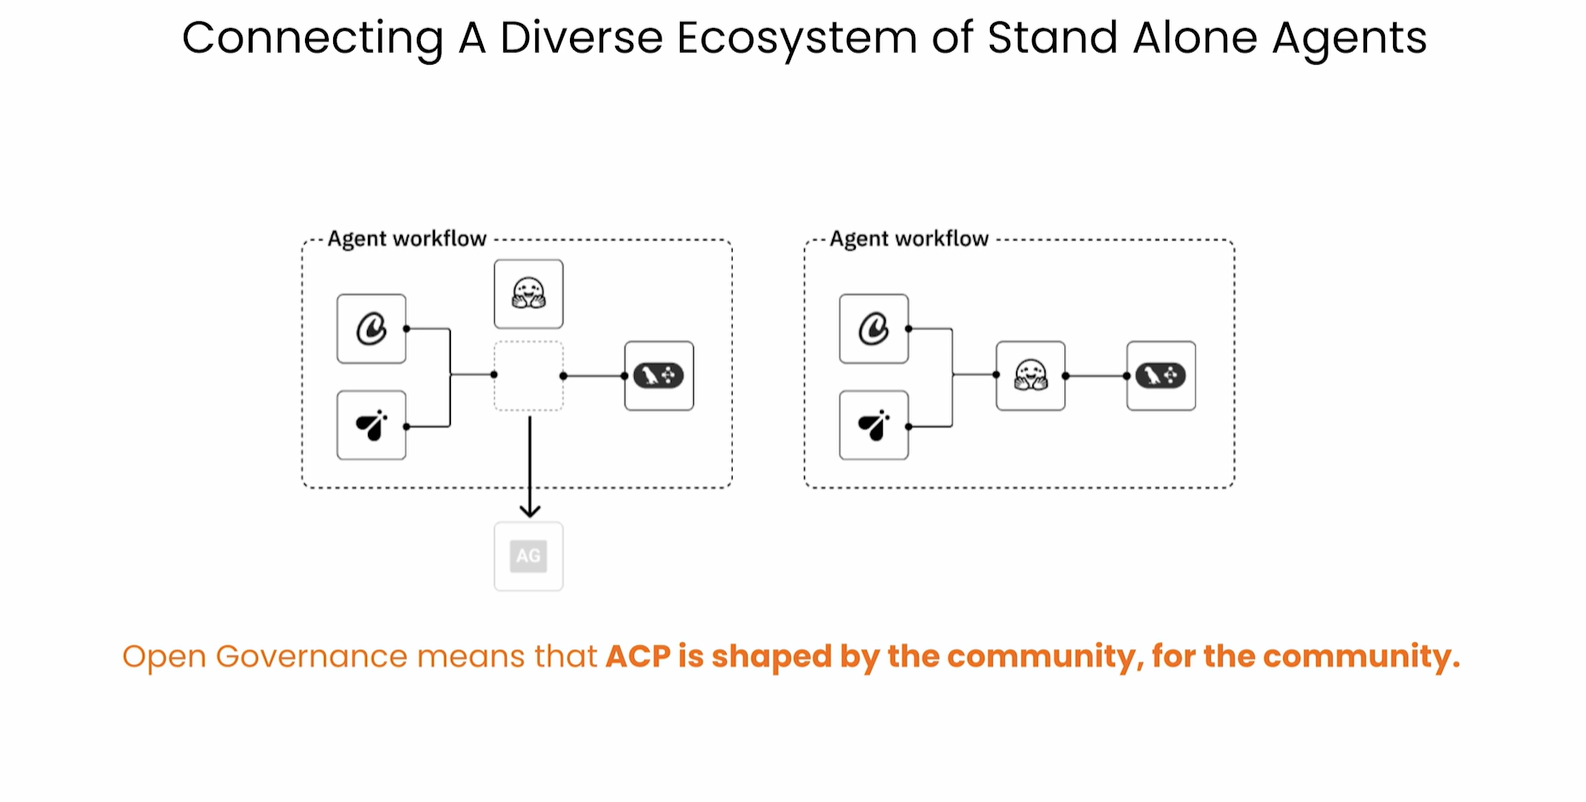 Connecting A Diverse Ecosystem of Stand Alone Agents
Agent workflow
Agent workflow
AG
Open Governance means that ACP is shaped by the community, for the community.